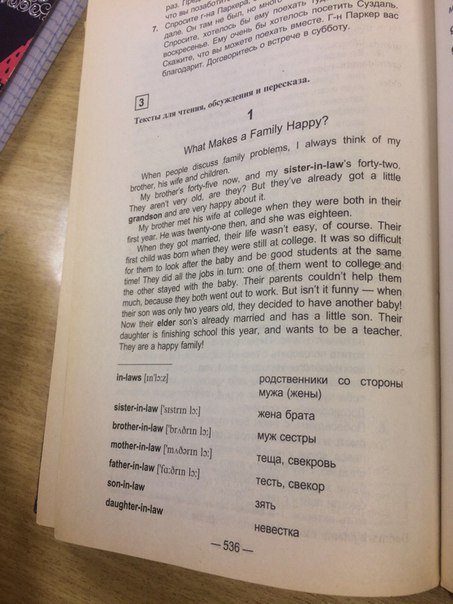 что вы позаботит
7. Спросите г-на Паркера,
дале. Он там не был, но мног
Спросите, хотелось бы ему поехать ту
воскресенье. Ему очень бы хотелось посетить Суздаль.
Скажите, что вы можете поехать вместе. Г-н Паркер вас
благодарит. Договоритесь о встрече в субботу.
3
Тексты для чтения, обсуждения и пересказа.
1
What Makes a Family Happy?
When people discuss family problems, I always think of my
brother, his wife and children.
My brother's forty-five now, and my sister-in-law's forty-two.
They aren't very old, are they? But they've already got a little
grandson and are very happy about it.
My brother met his wife at college when they were both in their
first year. He was twenty-one then, and she was eighteen.
When they got married, their life wasn't easy, of course. Their
first child was born when they were still at college. It was so difficult
for them to look after the baby and be good students at the same
time! They did all the jobs in turn: one of them went to college and
the other stayed with the baby. Their parents couldn't help them
much, because they both went out to work. But isn't it funny — when
their son was only two years old, they decided to have another baby!
Now their elder son's already married and has a little son. Their
daughter is finishing school this year, and wants to be a teacher.
They are a happy family!
in-laws [ɪn'lɔ:z] родственники со стороны
мужа (жены)
sister-in-law ['sɪstrɪn lɔ:] жена брата
brother-in-law ['brʌðrɪn lɔ:] муж сестры
mother-in-law ['mʌðərɪn lɔ:] теща, свекровь
father-in-law ['fɑ:ðrɪn lɔ:] тесть, свекор
son-in-law зять
daughter-in-law невестка
— 536 —